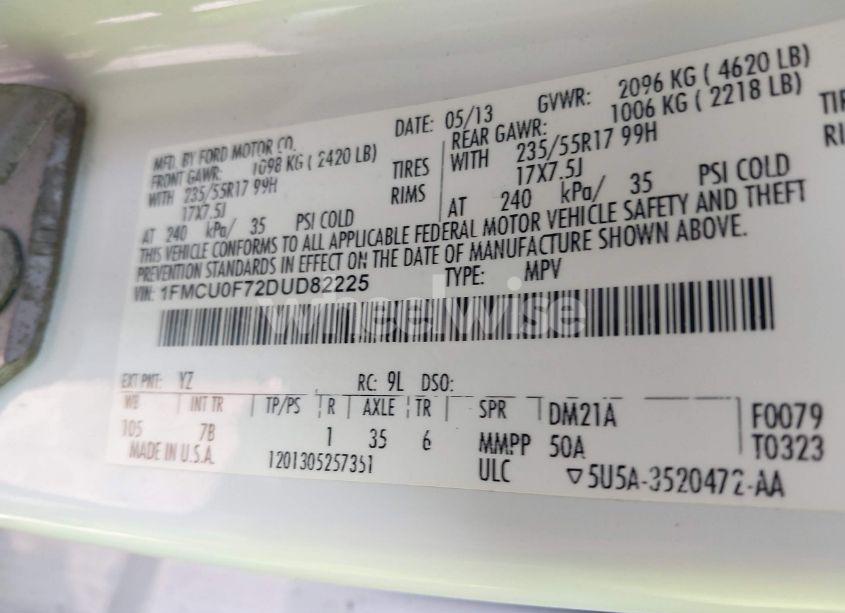 MFD. BY FORD MOTOR CO.
DATE: 05/13
GVWR: 2096 KG ( 4620 LB)
FRONT GAWR: 1098 KG ( 2420 LB)
REAR GAWR: 1006 KG ( 2218 LB)
WITH 235/55R17 99H TIRES
WITH 235/55R17 99H
17X7.5J RIMS
17X7.5J
AT 240 kPa/ 35 PSI COLD
AT 240 kPa/ 35 PSI COLD
THIS VEHICLE CONFORMS TO ALL APPLICABLE FEDERAL MOTOR VEHICLE SAFETY AND THEFT
PREVENTION STANDARDS IN EFFECT ON THE DATE OF MANUFACTURE SHOWN ABOVE.
VIN: 1FMCU0F72DUD82225
TYPE: MPV
wheelwise
EXT PNT: YZ RC: 9L DSO:
WB INT TR TP/PS R AXLE TR SPR DM21A F0079
105 7B 1 35 6 MMPP 50A T0323
MADE IN U.S.A. 1201305257351 ULC ▽5U5A-3520472-AA